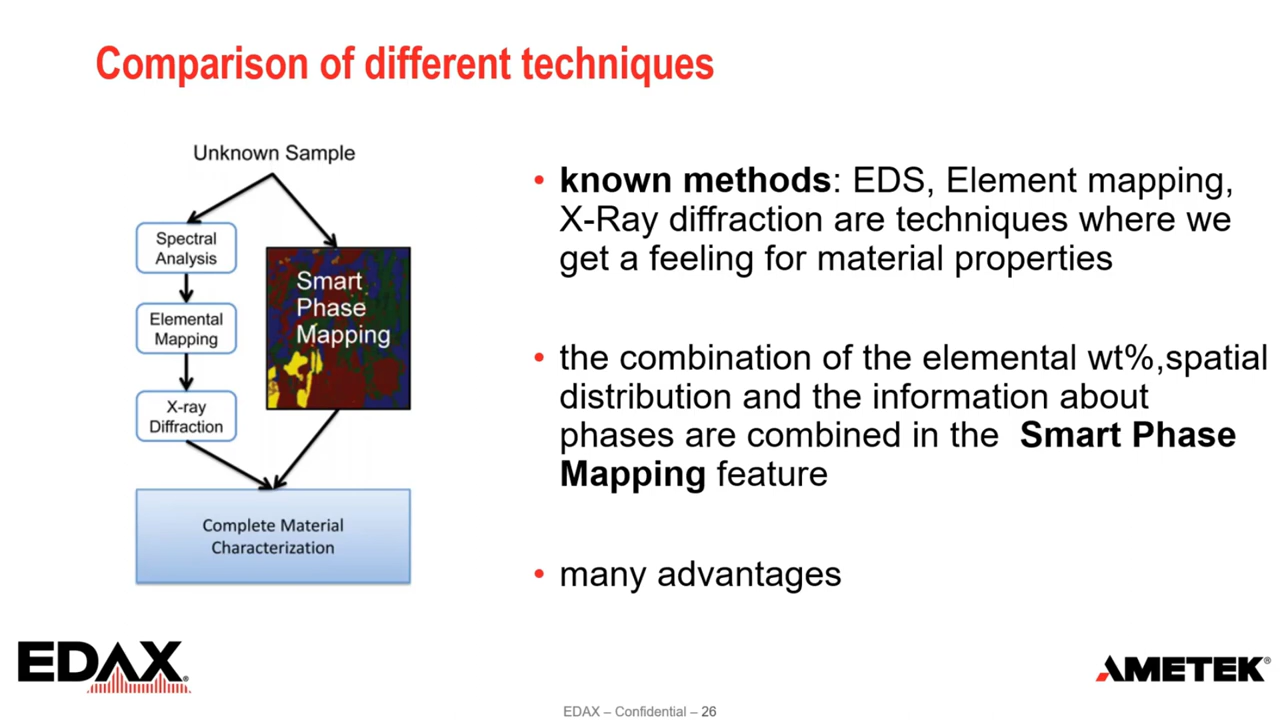 Comparison of different techniques
Unknown Sample
Spectral
Analysis
Elemental
Mapping
X-ray
Diffraction
Smart
Phase
Mapping
Complete Material
Characterization
• known methods: EDS, Element mapping,
X-Ray diffraction are techniques where we
get a feeling for material properties
• the combination of the elemental wt%,spatial
distribution and the information about
phases are combined in the Smart Phase
Mapping feature
• many advantages
EDAX®
EDAX – Confidential – 26
AMETEK®